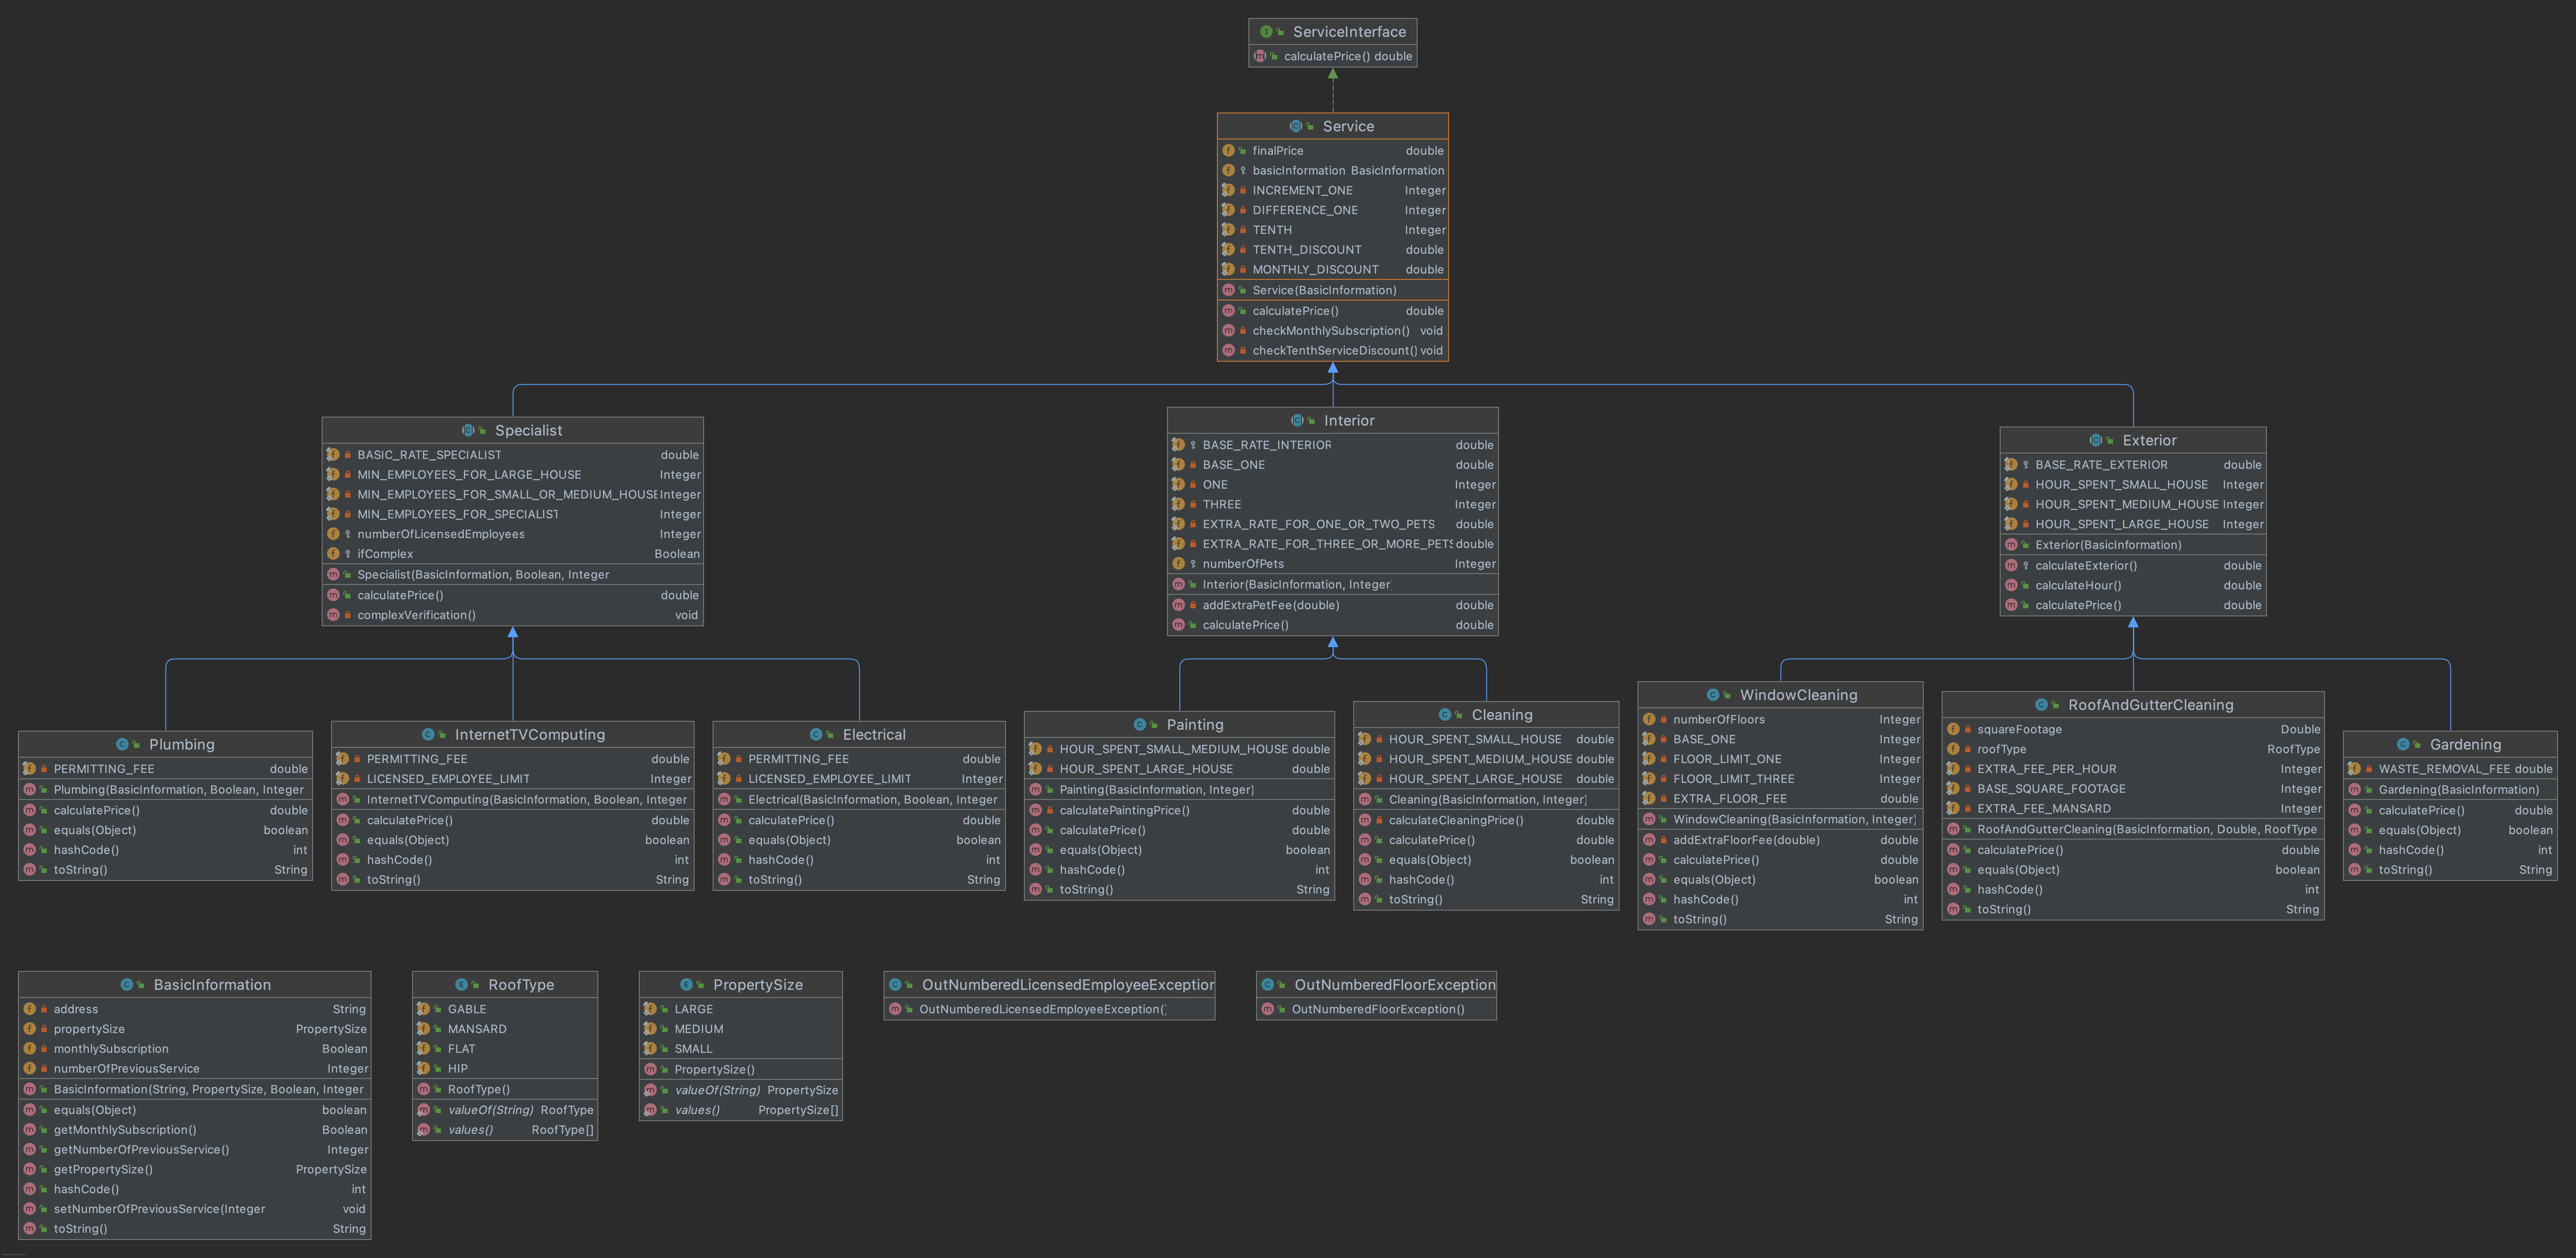 ServiceInterface
calculatePrice() double
Service
finalPrice double
basicInformation BasicInformation
INCREMENT_ONE Integer
DIFFERENCE_ONE Integer
TENTH Integer
TENTH_DISCOUNT double
MONTHLY_DISCOUNT double
Service(BasicInformation)
calculatePrice() double
checkMonthlySubscription() void
checkTenthServiceDiscount() void
Specialist
BASIC_RATE_SPECIALIST double
MIN_EMPLOYEES_FOR_LARGE_HOUSE Integer
MIN_EMPLOYEES_FOR_SMALL_OR_MEDIUM_HOUSE Integer
MIN_EMPLOYEES_FOR_SPECIALIST Integer
numberOfLicensedEmployees Integer
ifComplex Boolean
Specialist(BasicInformation, Boolean, Integer
calculatePrice() double
complexVerification() void
Interior
BASE_RATE_INTERIOR double
BASE_ONE double
ONE Integer
THREE Integer
EXTRA_RATE_FOR_ONE_OR_TWO_PETS double
EXTRA_RATE_FOR_THREE_OR_MORE_PETS double
numberOfPets Integer
Interior(BasicInformation, Integer)
addExtraPetFee(double) double
calculatePrice() double
Exterior
BASE_RATE_EXTERIOR double
HOUR_SPENT_SMALL_HOUSE Integer
HOUR_SPENT_MEDIUM_HOUSE Integer
HOUR_SPENT_LARGE_HOUSE Integer
Exterior(BasicInformation)
calculateExterior() double
calculateHour() double
calculatePrice() double
Plumbing
PERMITTING_FEE double
Plumbing(BasicInformation, Boolean, Integer
calculatePrice() double
equals(Object) boolean
hashCode() int
toString() String
InternetTVComputing
PERMITTING_FEE double
LICENSED_EMPLOYEE_LIMIT Integer
InternetTVComputing(BasicInformation, Boolean, Integer
calculatePrice() double
equals(Object) boolean
hashCode() int
toString() String
Electrical
PERMITTING_FEE double
LICENSED_EMPLOYEE_LIMIT Integer
Electrical(BasicInformation, Boolean, Integer
calculatePrice() double
equals(Object) boolean
hashCode() int
toString() String
Painting
HOUR_SPENT_SMALL_MEDIUM_HOUSE double
HOUR_SPENT_LARGE_HOUSE double
Painting(BasicInformation, Integer)
calculatePaintingPrice() double
calculatePrice() double
equals(Object) boolean
hashCode() int
toString() String
Cleaning
HOUR_SPENT_SMALL_HOUSE double
HOUR_SPENT_MEDIUM_HOUSE double
HOUR_SPENT_LARGE_HOUSE double
Cleaning(BasicInformation, Integer)
calculateCleaningPrice() double
calculatePrice() double
equals(Object) boolean
hashCode() int
toString() String
WindowCleaning
numberOfFloors Integer
BASE_ONE Integer
FLOOR_LIMIT_ONE Integer
FLOOR_LIMIT_THREE Integer
EXTRA_FLOOR_FEE double
WindowCleaning(BasicInformation, Integer)
addExtraFloorFee(double) double
calculatePrice() double
equals(Object) boolean
hashCode() int
toString() String
RoofAndGutterCleaning
squareFootage Double
roofType RoofType
EXTRA_FEE_PER_HOUR Integer
BASE_SQUARE_FOOTAGE Integer
EXTRA_FEE_MANSARD Integer
RoofAndGutterCleaning(BasicInformation, Double, RoofType
calculatePrice() double
equals(Object) boolean
hashCode() int
toString() String
Gardening
WASTE_REMOVAL_FEE double
Gardening(BasicInformation)
calculatePrice() double
equals(Object) boolean
hashCode() int
toString() String
BasicInformation
address String
propertySize PropertySize
monthlySubscription Boolean
numberOfPreviousService Integer
BasicInformation(String, PropertySize, Boolean, Integer
equals(Object) boolean
getMonthlySubscription() Boolean
getNumberOfPreviousService() Integer
getPropertySize() PropertySize
hashCode() int
setNumberOfPreviousService(Integer void
toString() String
RoofType
GABLE
MANSARD
FLAT
HIP
RoofType()
valueOf(String) RoofType
values() RoofType[]
PropertySize
LARGE
MEDIUM
SMALL
PropertySize()
valueOf(String) PropertySize
values() PropertySize[]
OutNumberedLicensedEmployeeException
OutNumberedLicensedEmployeeException()
OutNumberedFloorException
OutNumberedFloorException()